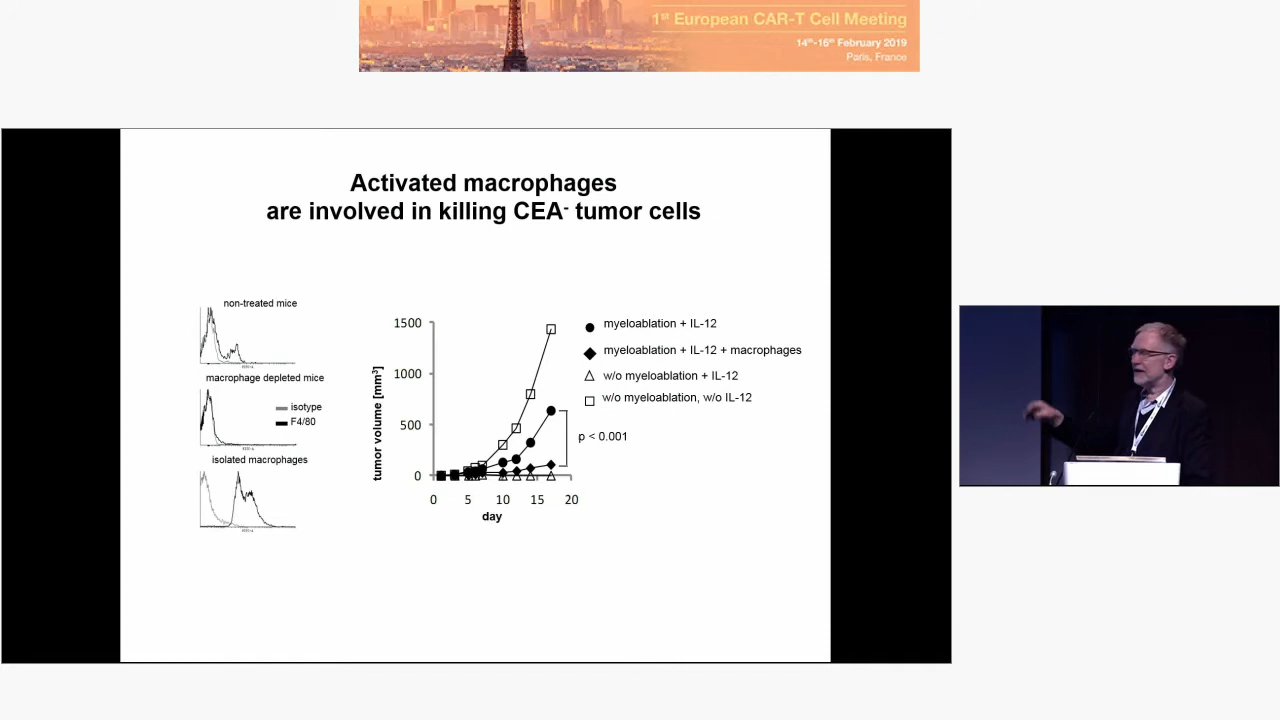 1st European CAR-T Cell Meeting
14th-16th February 2019
Paris, France
Activated macrophages
are involved in killing CEA- tumor cells
non-treated mice
macrophage depleted mice
isotype
F4/80
isolated macrophages
tumor volume [mm3]
1500
1000
500
0
0 5 10 15 20
day
myeloablation + IL-12
myeloablation + IL-12 + macrophages
w/o myeloablation + IL-12
w/o myeloablation, w/o IL-12
p < 0.001